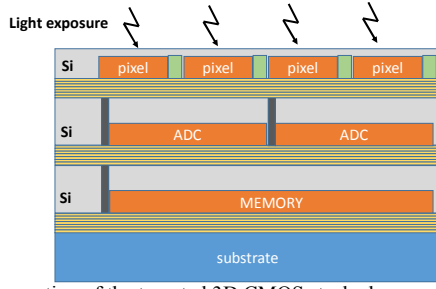 Light exposure
Si pixel pixel pixel pixel
Si ADC ADC
Si MEMORY
substrate